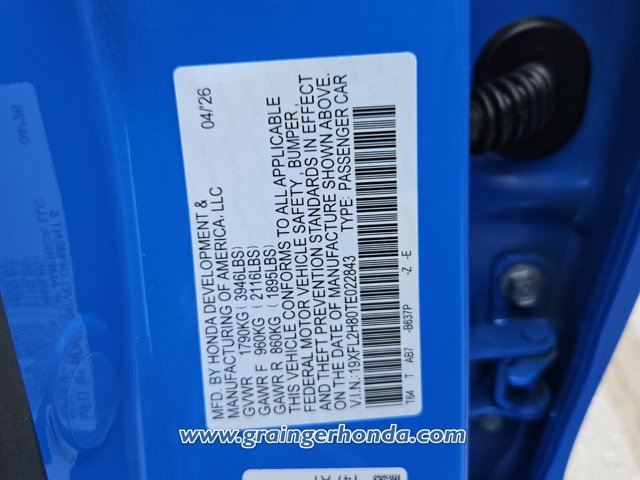 MFD. BY HONDA DEVELOPMENT & 04/'26
MANUFACTURING OF AMERICA. LLC
GVWR 1790KG(3946LBS)
GAWR F 960KG (2116LBS)
GAWR R 860KG (1895LBS)
THIS VEHICLE CONFORMS TO ALL APPLICABLE
FEDERAL MOTOR VEHICLE SAFETY, BUMPER,
AND THEFT PREVENTION STANDARDS IN EFFECT
ON THE DATE OF MANUFACTURE SHOWN ABOVE.
V.I.N.:19XFL2H80TE022843 TYPE: PASSENGER CAR
T64 T AB7 -B637P -Z -E
www.graingerhonda.com